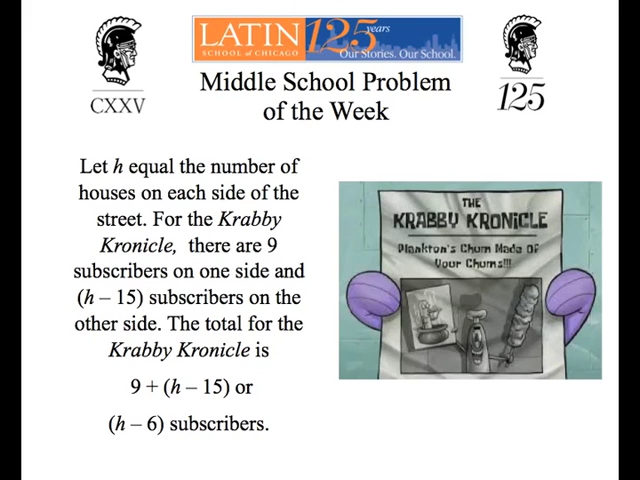 LATIN 125 years
SCHOOL of CHICAGO Our Stories. Our School.
CXXV
125
Middle School Problem
of the Week
Let h equal the number of
houses on each side of the
street. For the Krabby
Kronicle, there are 9
subscribers on one side and
(h – 15) subscribers on the
other side. The total for the
Krabby Kronicle is
9 + (h – 15) or
(h – 6) subscribers.
THE
KRABBY KRONICLE
Plankton's Chum Made Of
Your Chums!!!